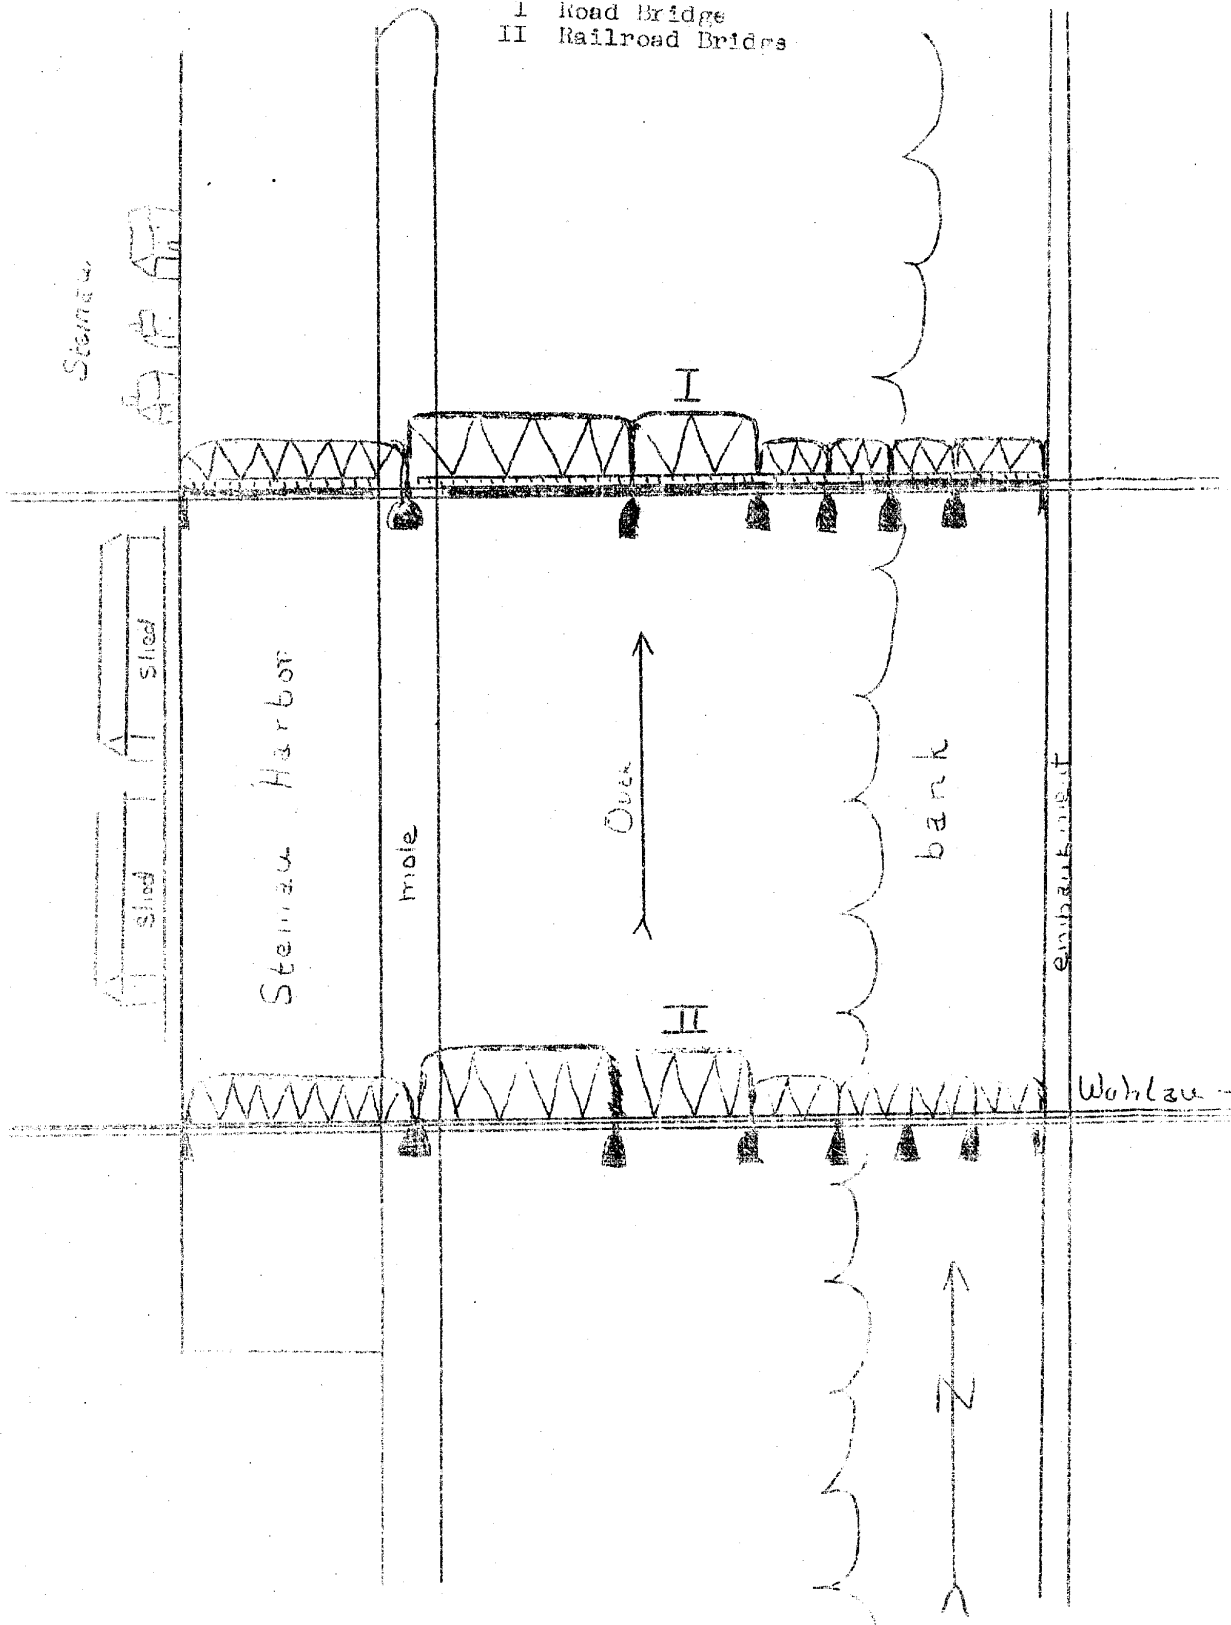 I Road Bridge
II Railroad Bridge
Steinau
I
Shed
Shed
Steinau Harbor
mole
Oder
bank
embankment
II
Wohlau -
N